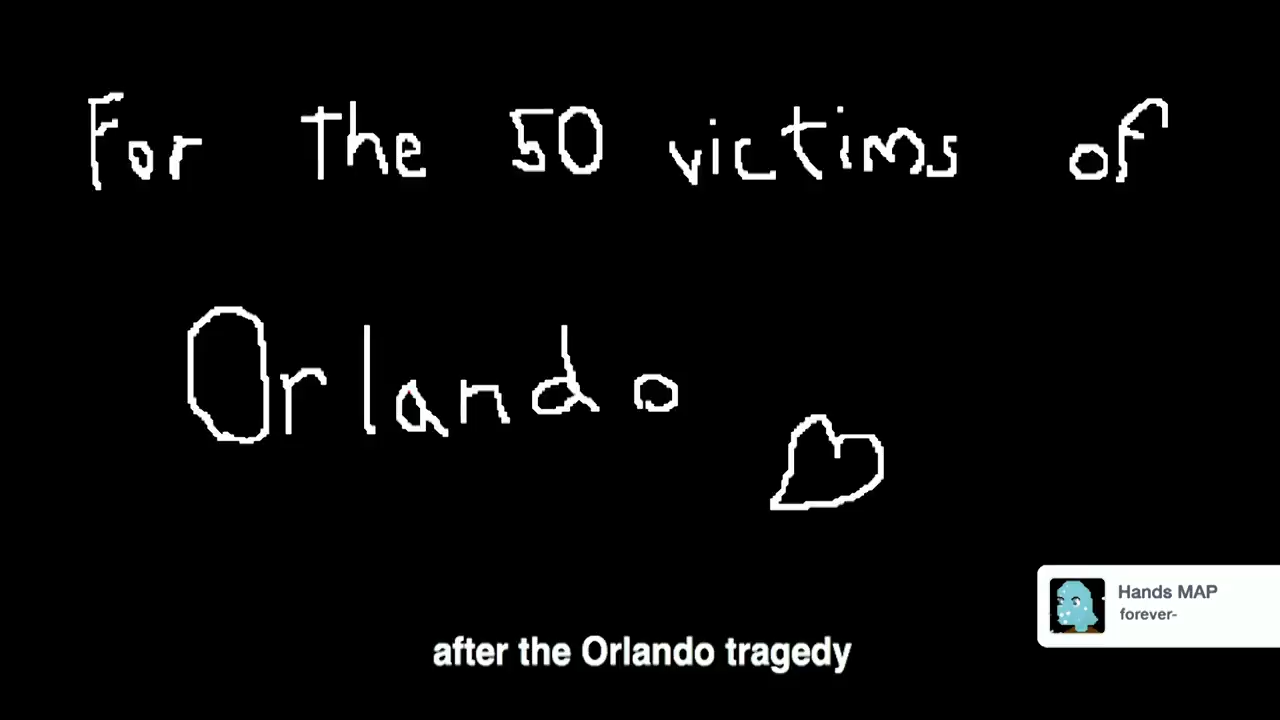 For The 50 victims of
Orlando
Hands MAP
forever-
after the Orlando tragedy